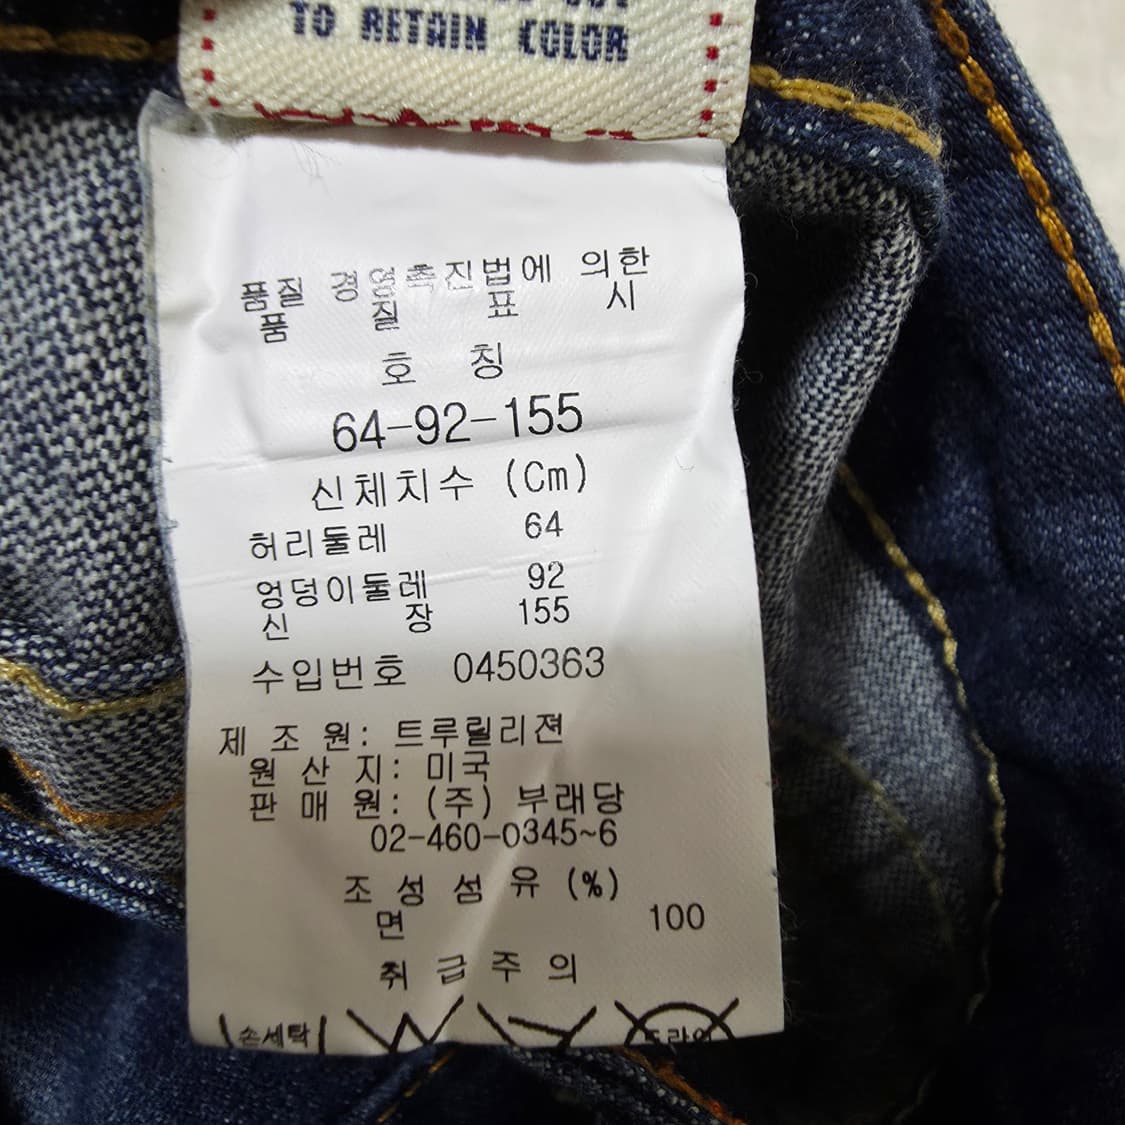 TO RETAIN COLOR
품질 경영촉진법에 의한
품 질 표 시
호 칭
64-92-155
신체치수 (Cm)
허리둘레 64
엉덩이둘레 92
신 장 155
수입번호 0450363
제 조 원: 트루릴리젼
원 산 지: 미국
판 매 원: (주) 부래당
02-460-0345~6
조 성 섬 유 (%)
면 100
취 급 주 의
손세탁 드라이